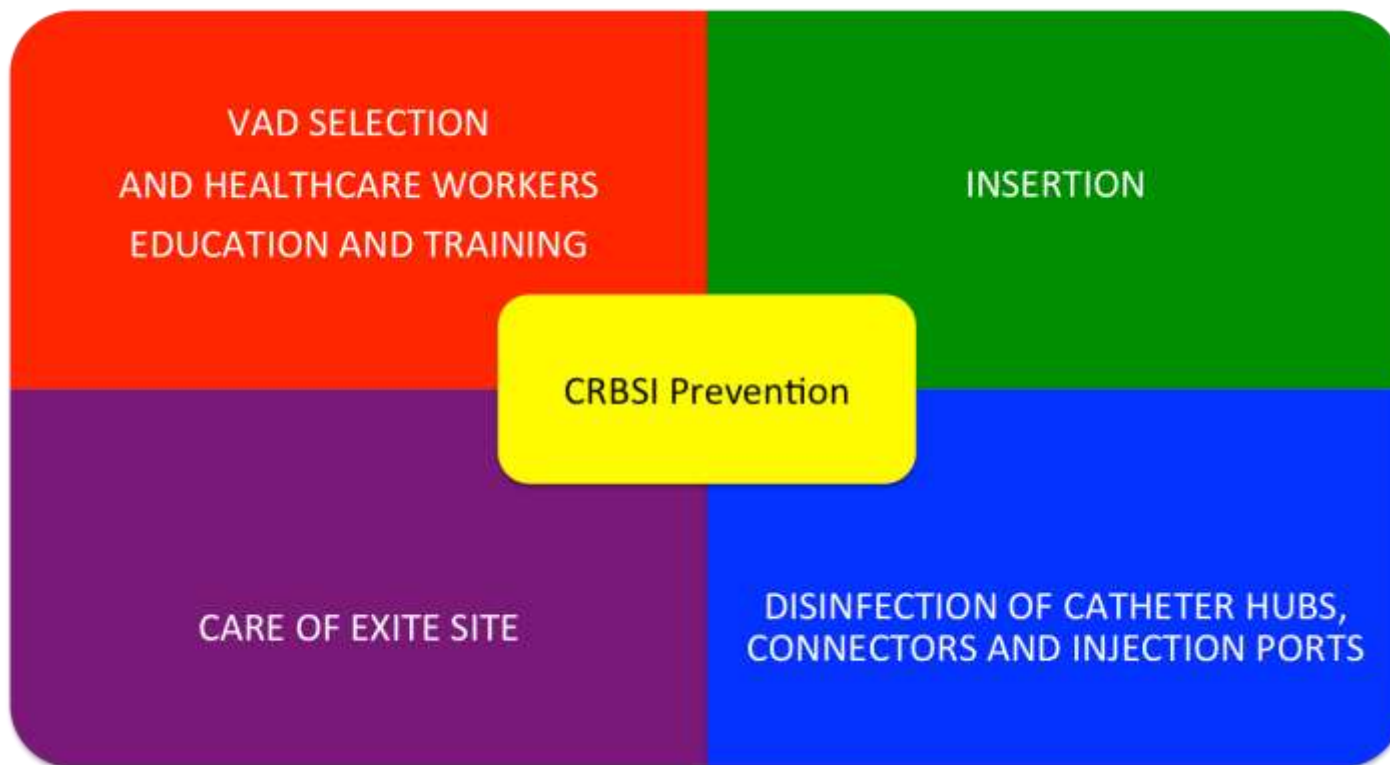 VAD SELECTION
AND HEALTHCARE WORKERS
EDUCATION AND TRAINING
INSERTION
CRBSI Prevention
CARE OF EXITE SITE
DISINFECTION OF CATHETER HUBS,
CONNECTORS AND INJECTION PORTS